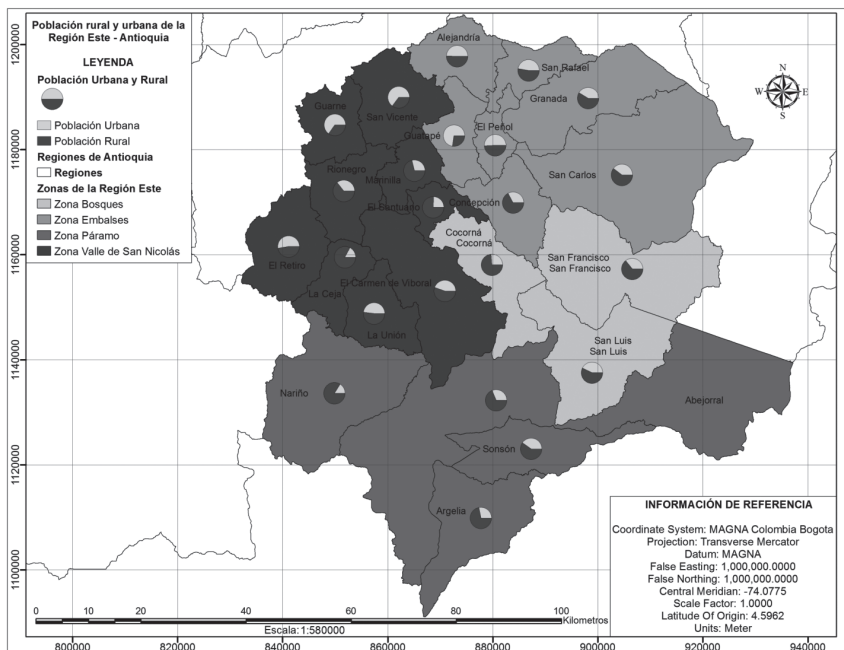 Población rural y urbana de la
Región Este - Antioquia
LEYENDA
Población Urbana y Rural
Población Urbana
Población Rural
Regiones de Antioquia
Regiones
Zonas de la Región Este
Zona Bosques
Zona Embalses
Zona Páramo
Zona Valle de San Nicolás
Alejandría
San Rafael
Granada
San Vicente
Guarne
Guatapé
El Peñol
San Carlos
Marinilla
Rionegro
El Santuario
Concepción
Cocorná
Cocorná
San Francisco
San Francisco
El Retiro
El Carmen de Viboral
La Ceja
La Unión
San Luis
San Luis
Nariño
Abejorral
Sonsón
Argelia
N
W
E
S
INFORMACIÓN DE REFERENCIA
Coordinate System: MAGNA Colombia Bogota
Projection: Transverse Mercator
Datum: MAGNA
False Easting: 1,000,000.0000
False Northing: 1,000,000.0000
Central Meridian: -74.0775
Scale Factor: 1.0000
Latitude Of Origin: 4.5962
Units: Meter
0 10 20 40 60 80 100
Kilometros
Escala: 1:580000
1200000
1180000
1160000
1140000
1120000
1100000
800000 820000 840000 860000 880000 900000 920000 940000